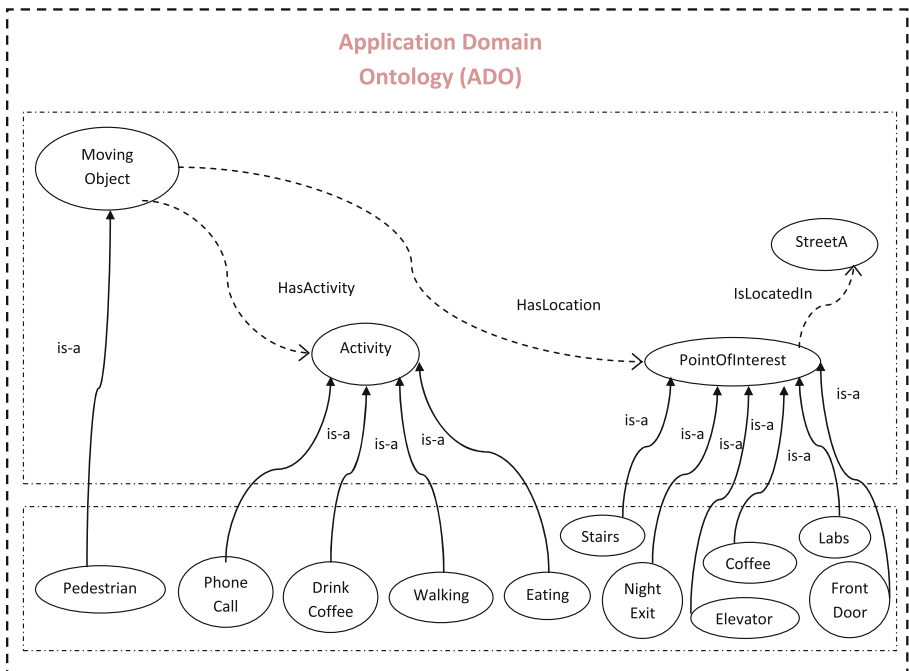 Application Domain
Ontology (ADO)
Moving
Object
StreetA
HasActivity
IsLocatedIn
HasLocation
is-a
Activity
PointOfInterest
is-a
is-a
is-a
is-a
is-a
is-a
is-a
is-a
is-a
Stairs
Labs
Coffee
Pedestrian
Phone
Call
Drink
Coffee
Walking
Eating
Night
Exit
Elevator
Front
Door